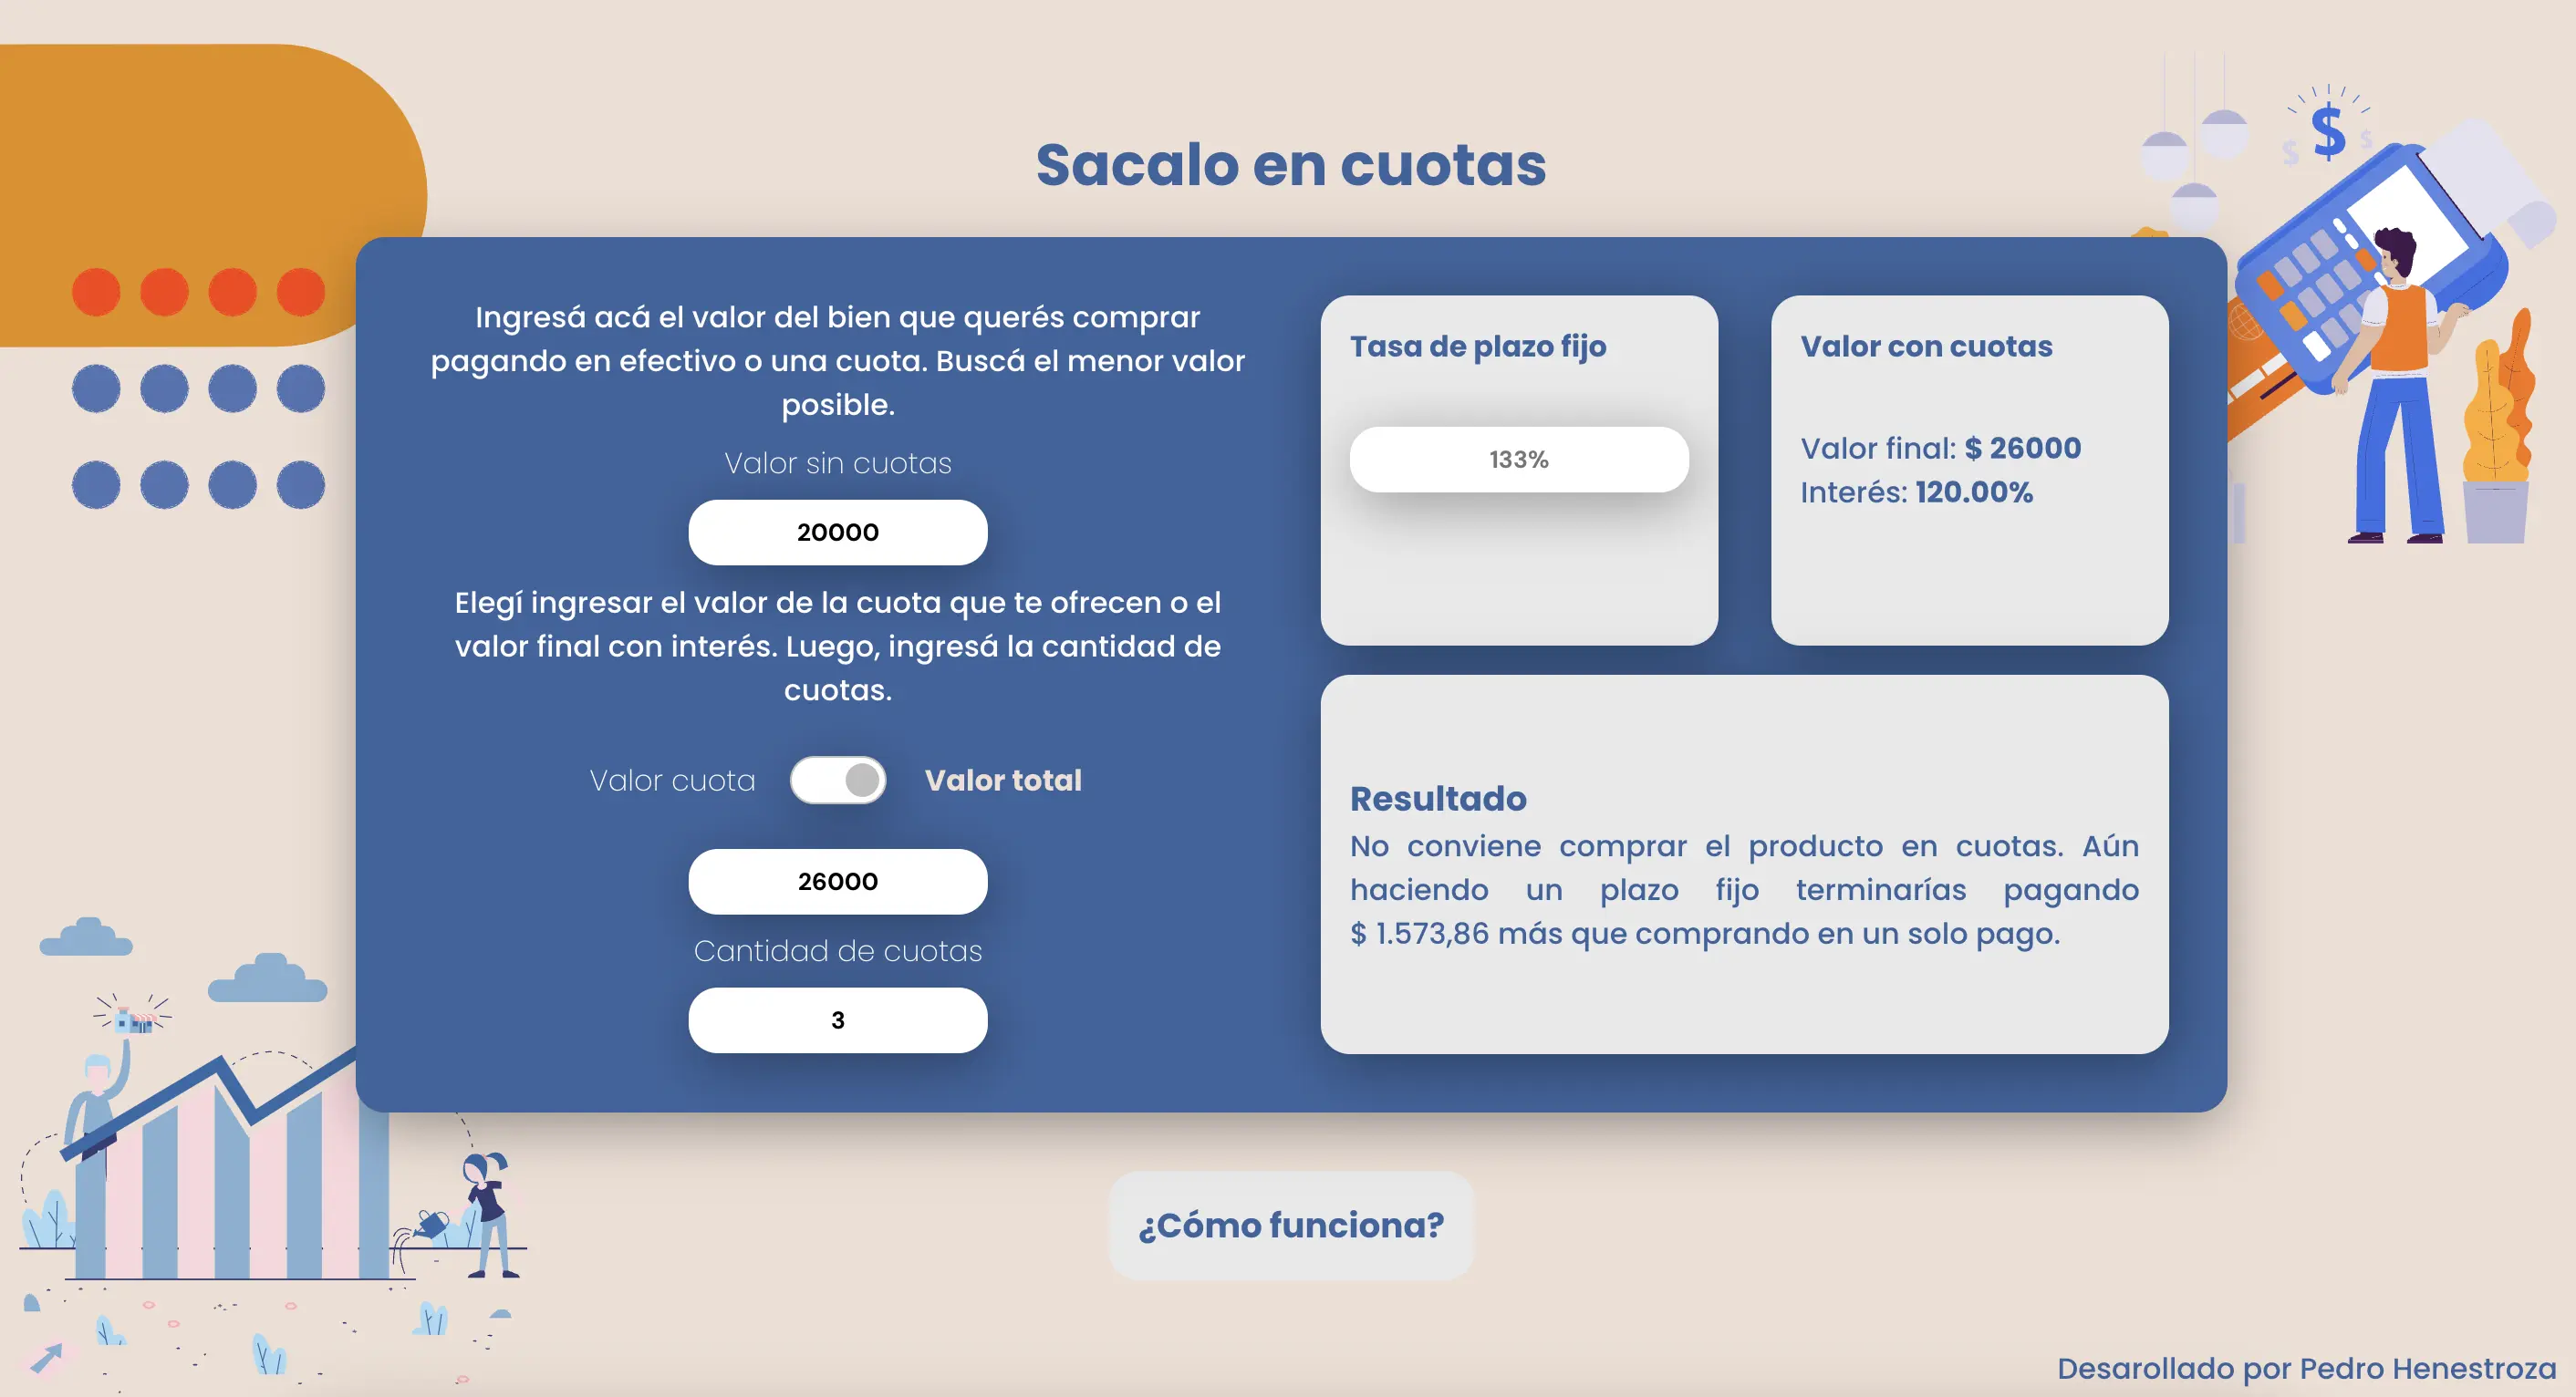 Sacalo en cuotas
Ingresá acá el valor del bien que querés comprar
pagando en efectivo o una cuota. Buscá el menor valor
posible.
Valor sin cuotas
20000
Elegí ingresar el valor de la cuota que te ofrecen o el
valor final con interés. Luego, ingresá la cantidad de
cuotas.
Valor cuota
Valor total
26000
Cantidad de cuotas
3
Tasa de plazo fijo
133%
Valor con cuotas
Valor final: $ 26000
Interés: 120.00%
Resultado
No conviene comprar el producto en cuotas. Aún
haciendo un plazo fijo terminarías pagando
$ 1.573,86 más que comprando en un solo pago.
¿Cómo funciona?
Desarollado por Pedro Henestroza
$
$
$